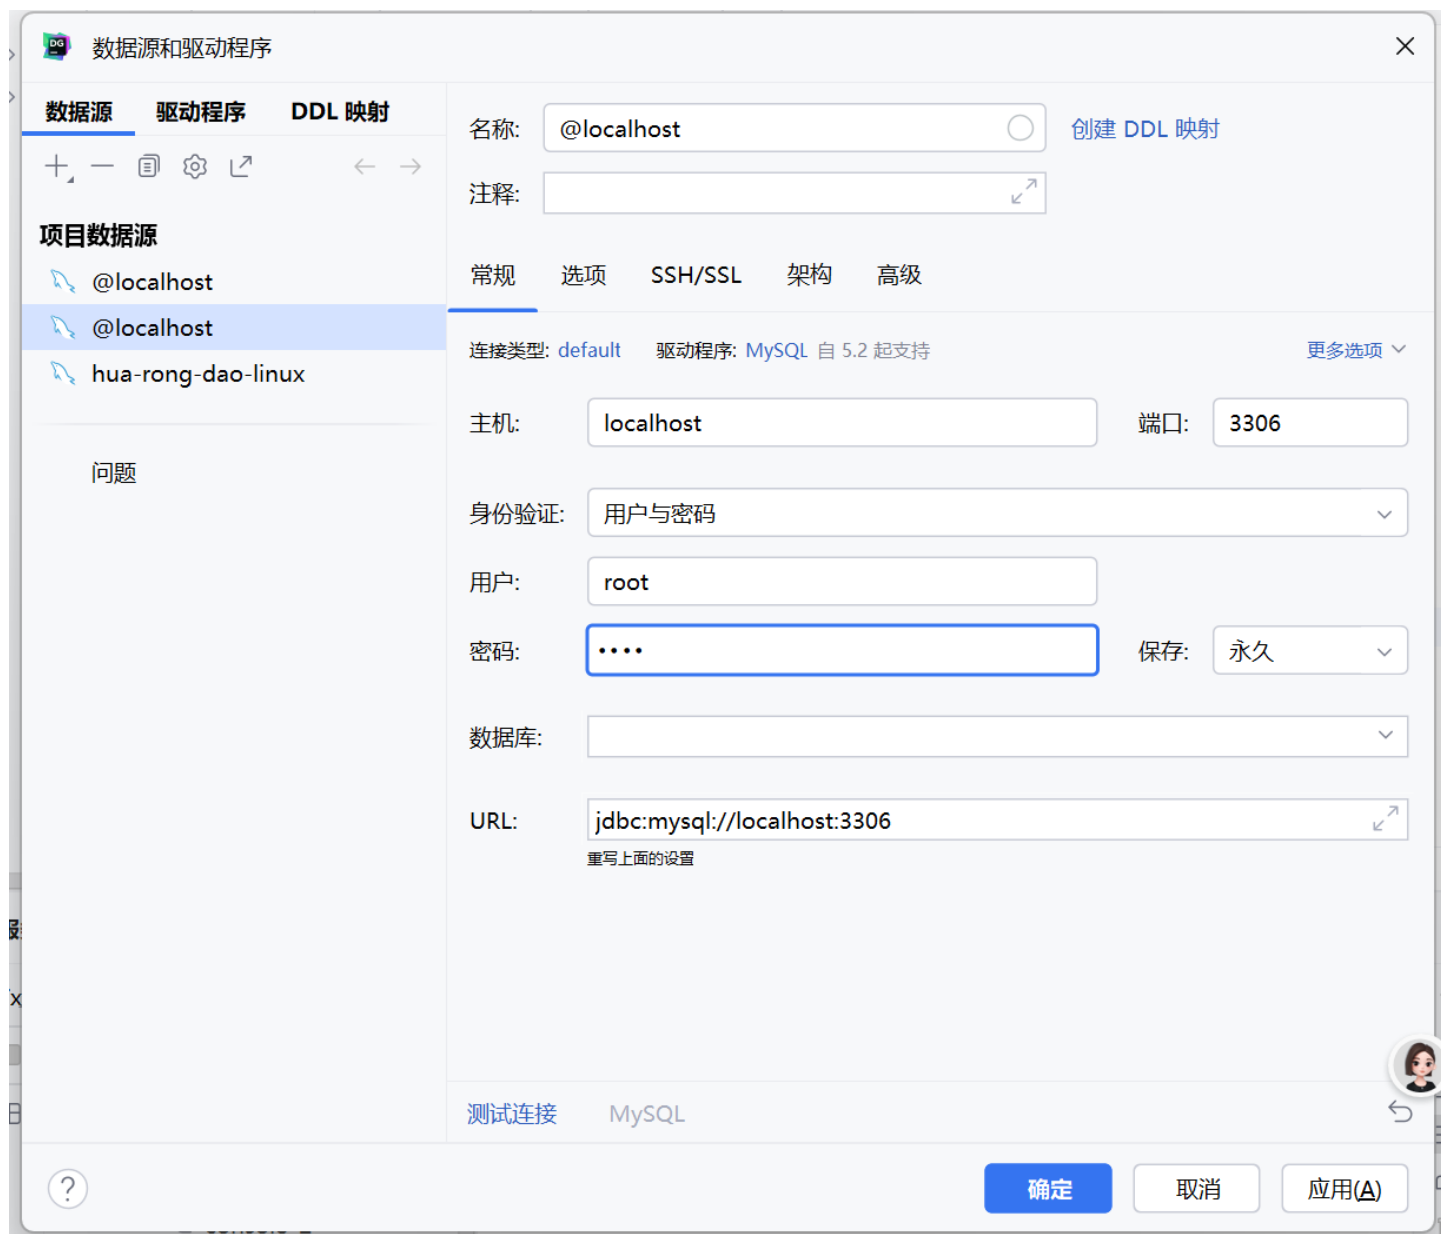 DG
数据源和驱动程序
数据源 驱动程序 DDL 映射
项目数据源
@localhost
@localhost
hua-rong-dao-linux
问题
名称: @localhost 创建 DDL 映射
注释:
常规 选项 SSH/SSL 架构 高级
连接类型: default 驱动程序: MySQL 自 5.2 起支持 更多选项
主机: localhost 端口: 3306
身份验证: 用户与密码
用户: root
密码: •••• 保存: 永久
数据库:
URL: jdbc:mysql://localhost:3306
重写上面的设置
测试连接 MySQL
? 确定 取消 应用(A)